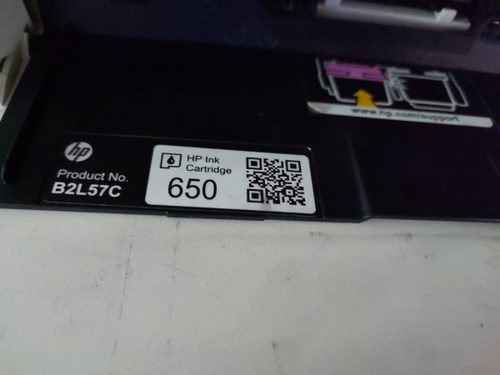 hp
Product No.
B2L57C
HP Ink
Cartridge
650
www.hp.com/support